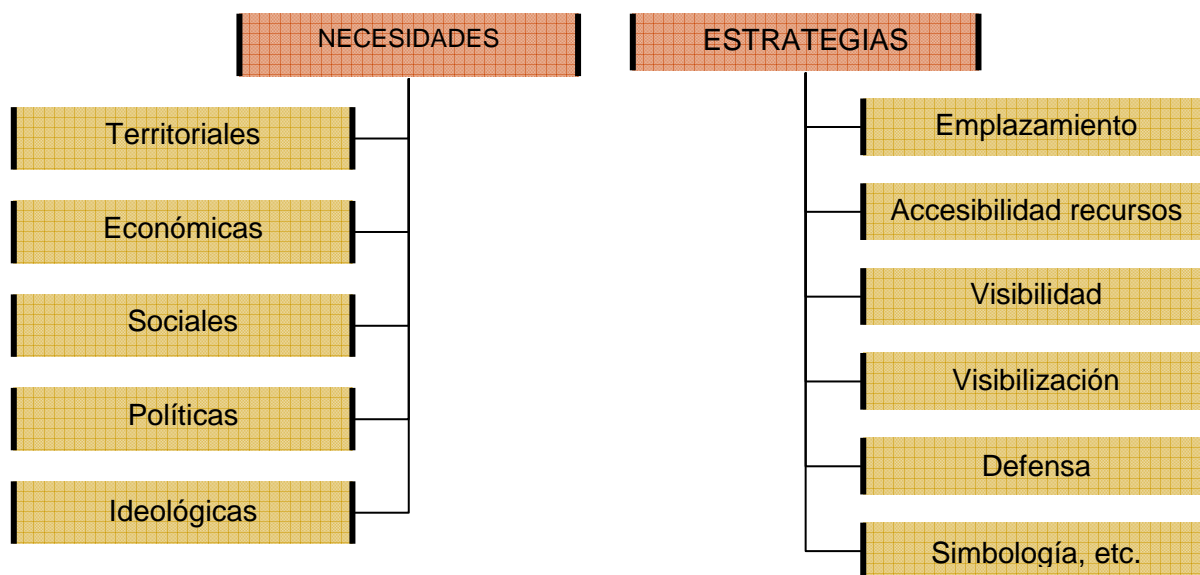 NECESIDADES
Territoriales
Económicas
Sociales
Políticas
Ideológicas
ESTRATEGIAS
Emplazamiento
Accesibilidad recursos
Visibilidad
Visibilización
Defensa
Simbología, etc.